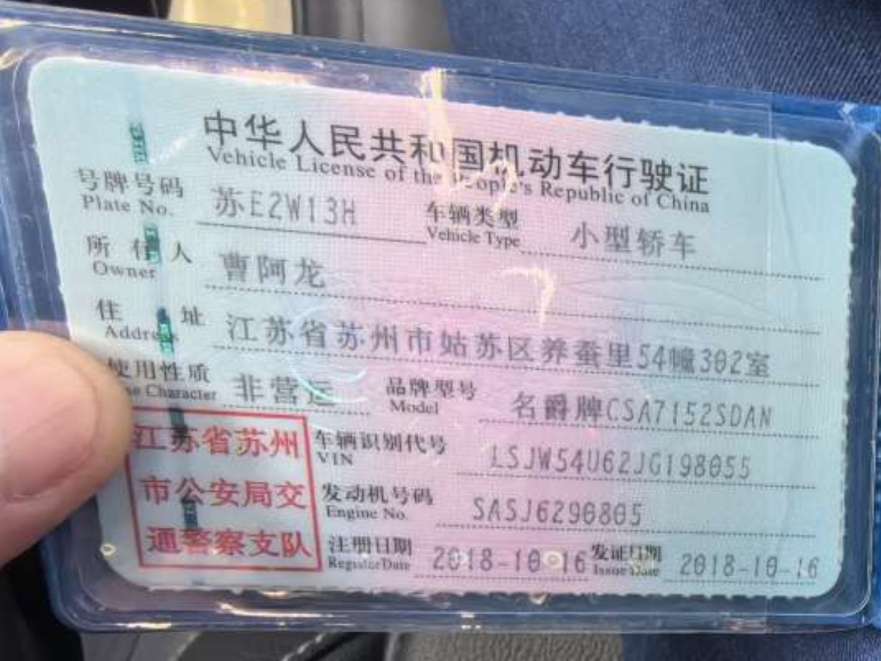 中华人民共和国机动车行驶证
Vehicle License of the People's Republic of China
号牌号码 苏E2W13H 车辆类型 小型轿车
Plate No. Vehicle Type
所有人 曹阿龙
Owner
住址 江苏省苏州市姑苏区养蚕里54幢302室
Address
使用性质 非营运 品牌型号 名爵牌CSA7152SDAN
Use Character Model
江苏省苏州 车辆识别代号 LSJW54U62JG198055
VIN
市公安局交 发动机号码 SASJ6290805
Engine No.
通警察支队 注册日期 2018-10-16 发证日期 2018-10-16
Register Date Issue Date